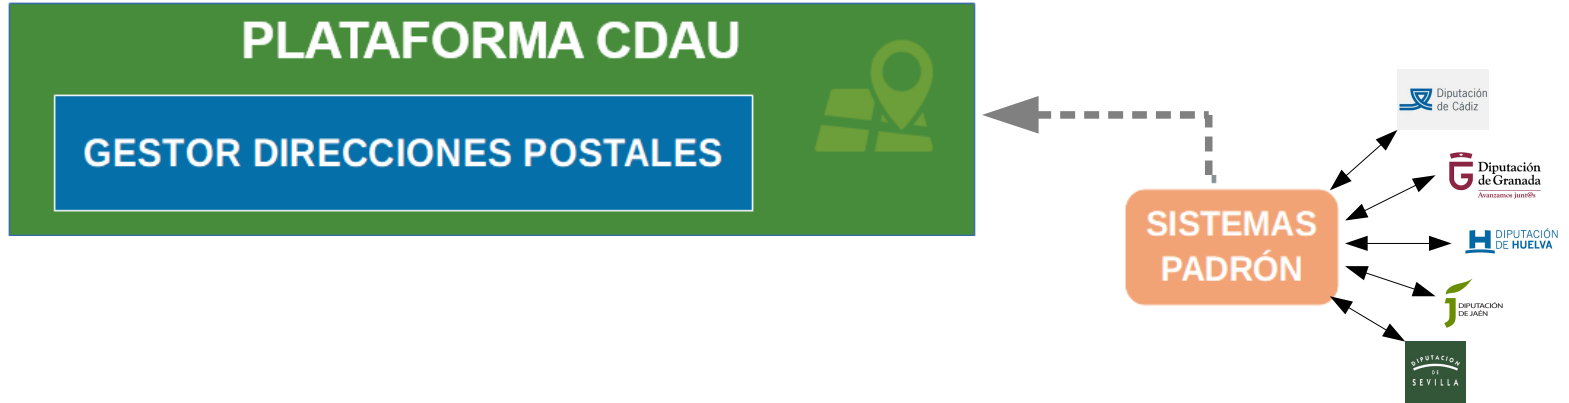 PLATAFORMA CDAU
GESTOR DIRECCIONES POSTALES
SISTEMAS
PADRÓN
Diputación
de Cádiz
Diputación
de Granada
Avanzamos junt@s
DIPUTACIÓN
DE HUELVA
DIPUTACIÓN
DE JAÉN
DIPUTACION
DE
SEVILLA